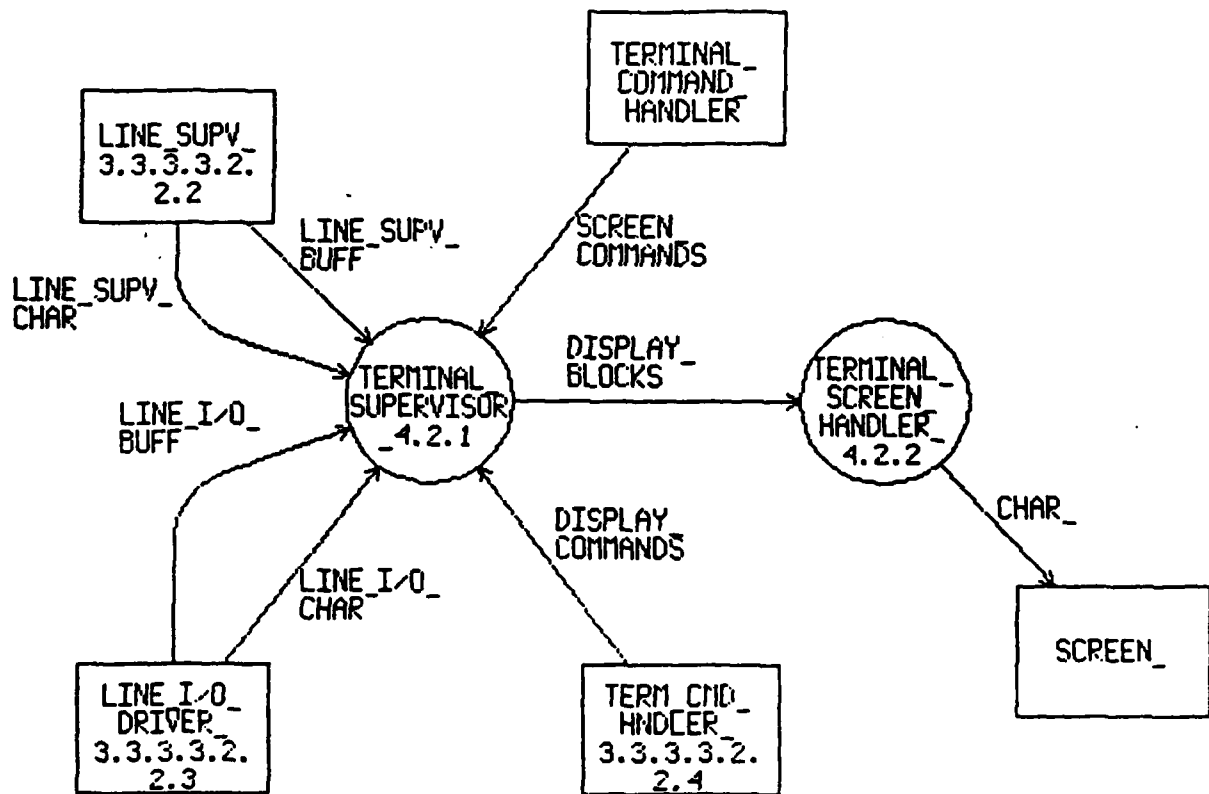 TERMINAL_
COMMAND_
HANDLER
LINE_SUPV_
3.3.3.3.2.
2.2
LINE_SUPV_
BUFF
SCREEN
COMMANDS
LINE_SUPV_
CHAR
DISPLAY_
BLOCKS
TERMINAL_
SUPERVISOR
_4.2.1
TERMINAL_
SCREEN_
HANDLER_
4.2.2
LINE_I/O_
BUFF
CHAR_
DISPLAY_
COMMANDS
LINE_I/O_
CHAR
SCREEN_
LINE_I/O_
DRIVER_
3.3.3.3.2.
2.3
TERM_CMD_
HNDCER_
3.3.3.3.2.
2.4